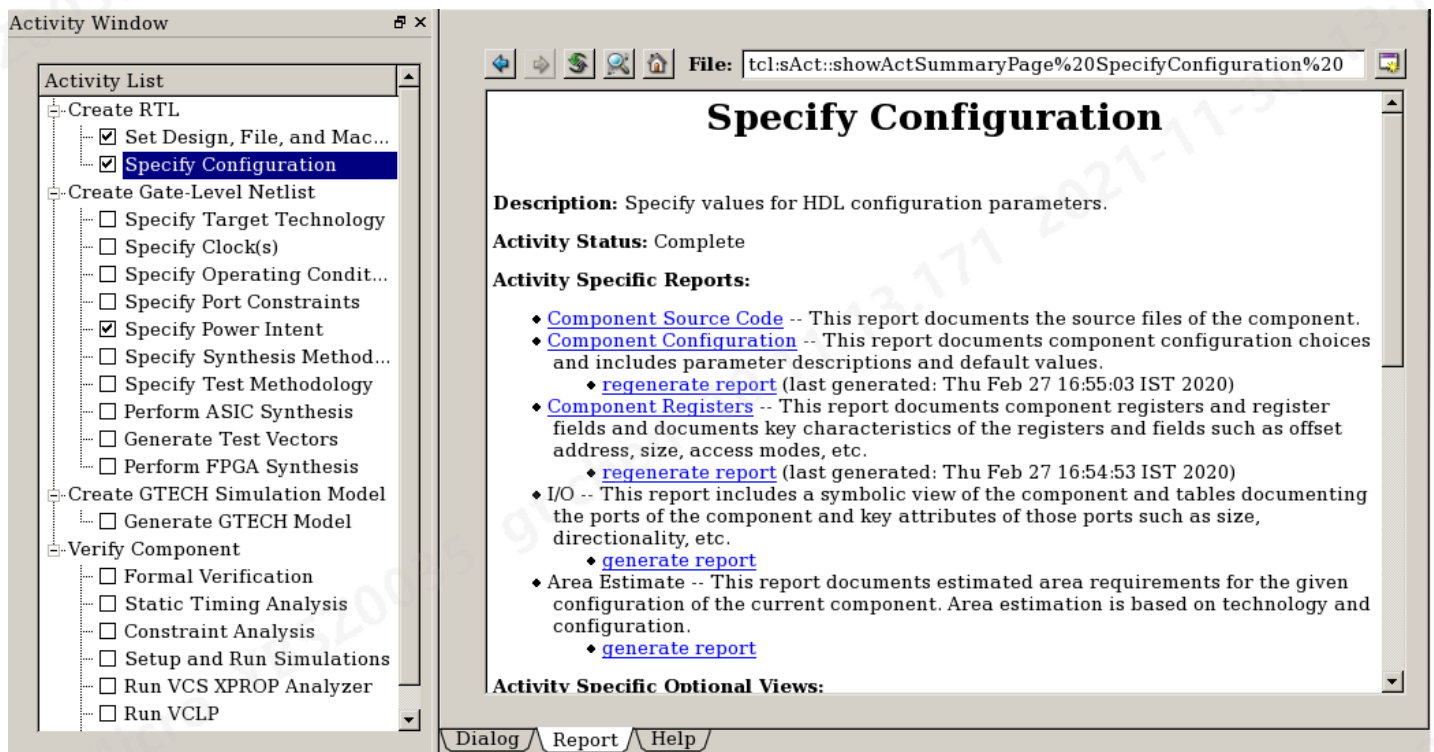 Activity Window
Activity List
Create RTL
Set Design, File, and Mac...
Specify Configuration
Create Gate-Level Netlist
Specify Target Technology
Specify Clock(s)
Specify Operating Condit...
Specify Port Constraints
Specify Power Intent
Specify Synthesis Method...
Specify Test Methodology
Perform ASIC Synthesis
Generate Test Vectors
Perform FPGA Synthesis
Create GTECH Simulation Model
Generate GTECH Model
Verify Component
Formal Verification
Static Timing Analysis
Constraint Analysis
Setup and Run Simulations
Run VCS XPROP Analyzer
Run VCLP
File: tcl:sAct::showActSummaryPage%20SpecifyConfiguration%20
Specify Configuration
Description: Specify values for HDL configuration parameters.
Activity Status: Complete
Activity Specific Reports:
Component Source Code -- This report documents the source files of the component.
Component Configuration -- This report documents component configuration choices
and includes parameter descriptions and default values.
regenerate report (last generated: Thu Feb 27 16:55:03 IST 2020)
Component Registers -- This report documents component registers and register
fields and documents key characteristics of the registers and fields such as offset
address, size, access modes, etc.
regenerate report (last generated: Thu Feb 27 16:54:53 IST 2020)
I/O -- This report includes a symbolic view of the component and tables documenting
the ports of the component and key attributes of those ports such as size,
directionality, etc.
generate report
Area Estimate -- This report documents estimated area requirements for the given
configuration of the current component. Area estimation is based on technology and
configuration.
generate report
Activity Specific Optional Views:
Dialog
Report
Help